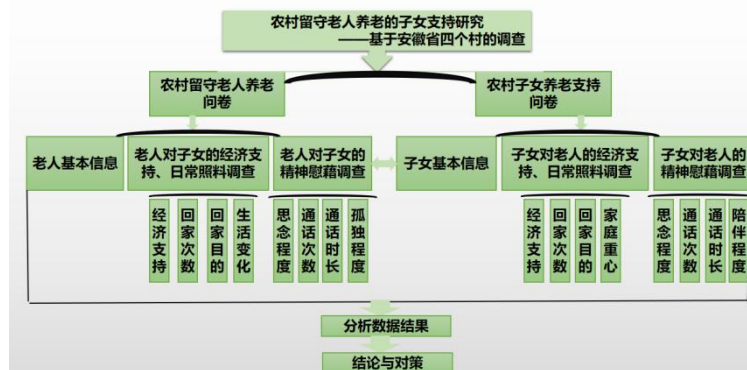 农村留守老人养老的子女支持研究
——基于安徽省四个村的调查
农村留守老人养老
问卷
农村子女养老支持
问卷
老人基本信息
老人对子女的经济支
持、日常照料调查
老人对子女的
精神慰藉调查
子女基本信息
子女对老人的经济支
持、日常照料调查
子女对老人的
精神慰藉调查
经济支持
回家次数
回家目的
生活变化
思念程度
通话次数
通话时长
孤独程度
经济支持
回家次数
回家目的
家庭重心
思念程度
通话次数
通话时长
陪伴程度
分析数据结果
结论与对策